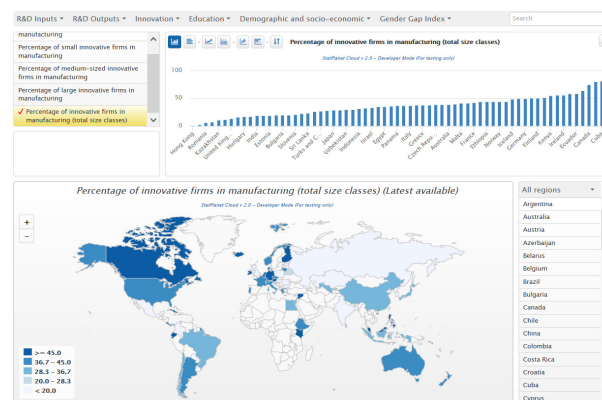 R&D Inputs R&D Outputs Innovation Education Demographic and socio-economic Gender Gap Index Search
manufacturing
Percentage of small innovative firms in
manufacturing
Percentage of medium-sized innovative
firms in manufacturing
Percentage of large innovative firms in
manufacturing
Percentage of innovative firms in
manufacturing (total size classes)
Percentage of innovative firms in manufacturing (total size classes)
StatPlanet Cloud v 2.0 - Developer Mode (For testing only)
100
50
0
Hong Kong
Romania
Kazakhstan
United King...
Hungary
India
Estonia
Bulgaria
Slovenia
Sri Lanka
Turks and C...
Japan
Uzbekistan
Indonesia
Israel
Egypt
Panama
Italy
Greece
Czech Repu...
Australia
Malta
France
Ethiopia
Norway
Iceland
Germany
Finland
Kenya
Ireland
Ecuador
Canada
Cuba
Percentage of innovative firms in manufacturing (total size classes) (Latest available)
StatPlanet Cloud v 2.0 - Developer Mode (For testing only)
+
−
>= 45.0
36.7 - 45.0
28.3 - 36.7
20.0 - 28.3
< 20.0
All regions
Argentina
Australia
Austria
Azerbaijan
Belarus
Belgium
Brazil
Bulgaria
Canada
Chile
China
Colombia
Costa Rica
Croatia
Cuba
Cyprus